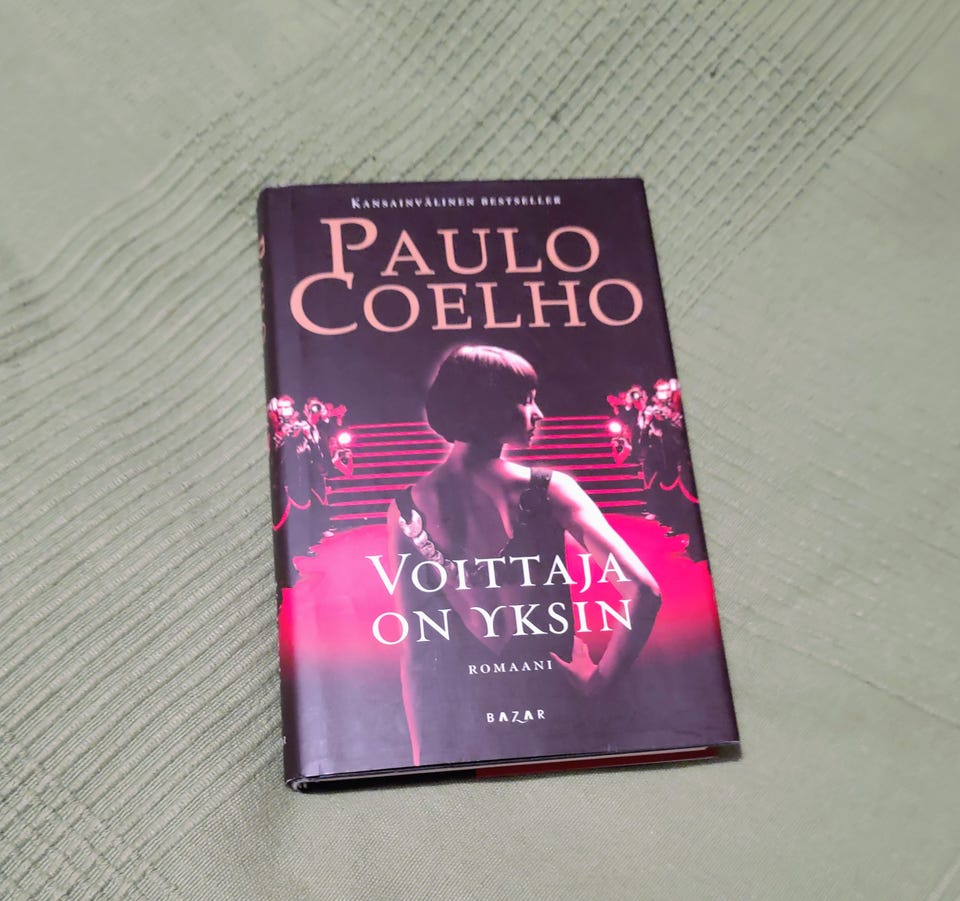 KANSAINVÄLINEN BESTSELLER
PAULO
COELHO
VOITTAJA
ON YKSIN
ROMAANI
BAZAR